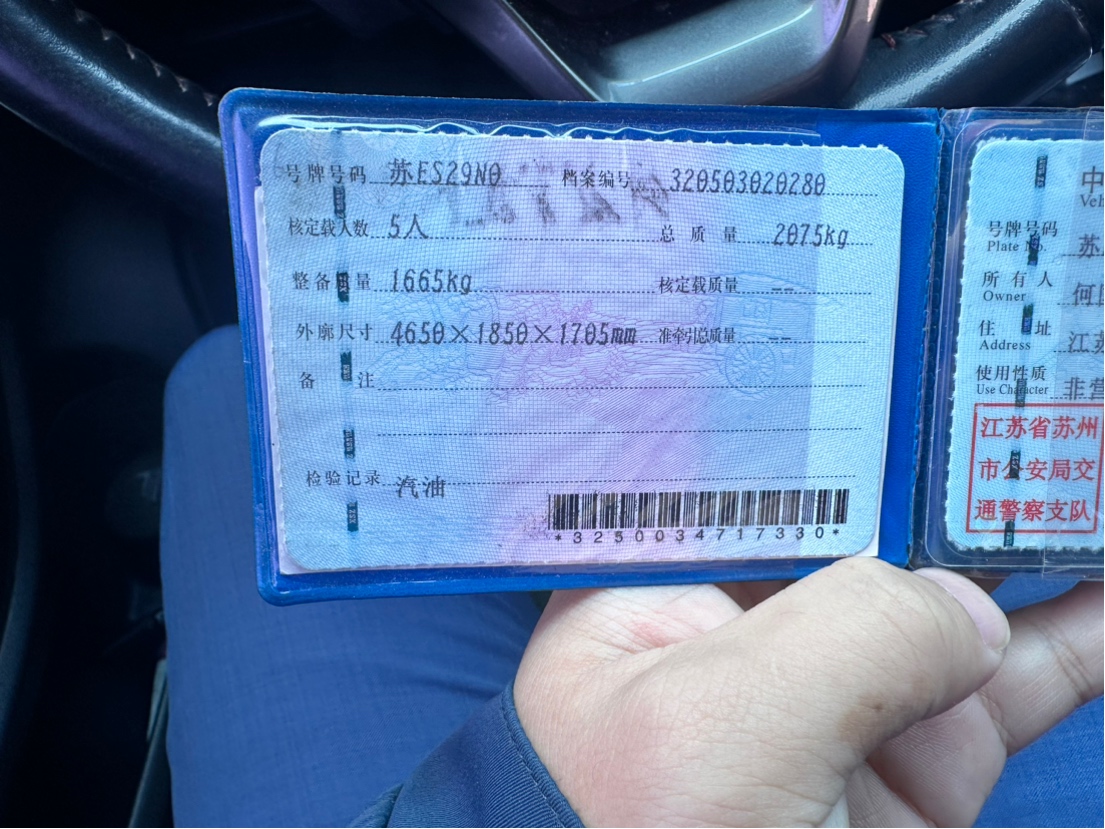 号牌号码 苏ES29N0 档案编号 320503020280
核定载人数 5人 总质量 2075kg
整备质量 1665kg 核定载质量 --
外廓尺寸 4650×1850×1705mm 准牵引总质量 --
备注
检验记录 汽油
*3250034717330*
中
Veh
号牌号码 苏
Plate No.
所有人 何
Owner
住址 江苏
Address
使用性质 非营
Use Character
江苏省苏州
市公安局交
通警察支队